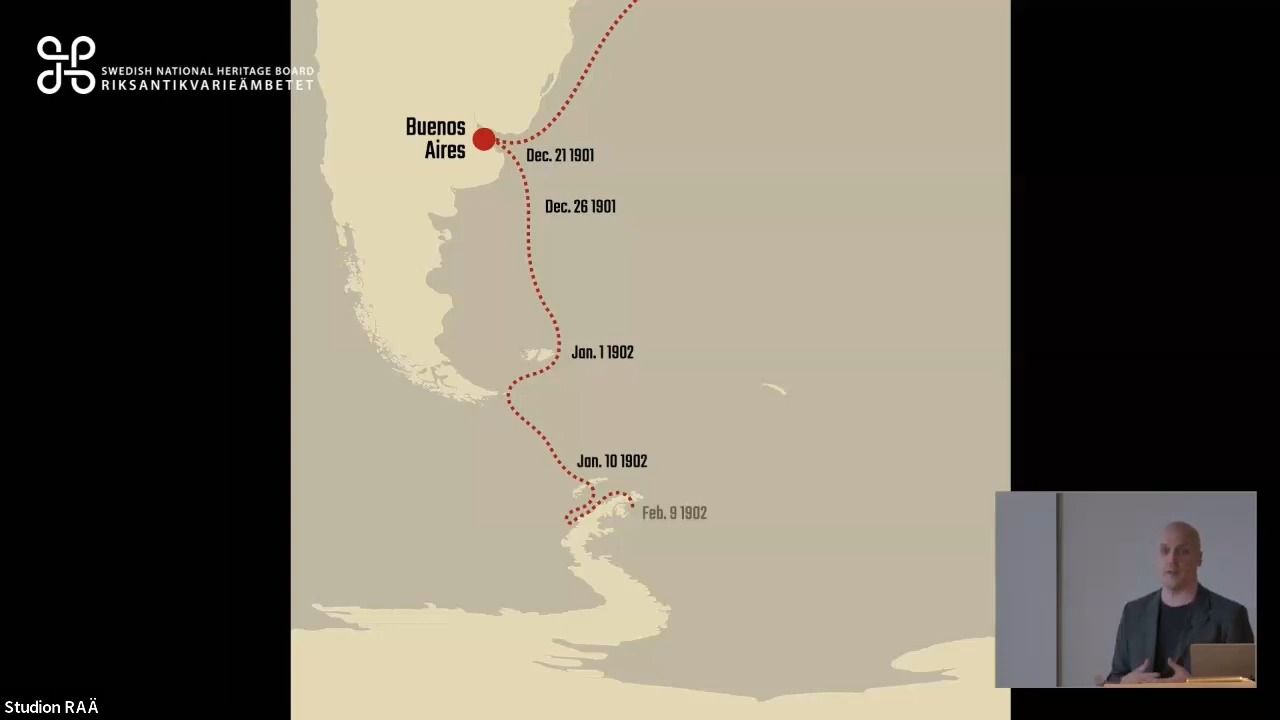 SWEDISH NATIONAL HERITAGE BOARD
RIKSANTIKVARIEÄMBETET
Buenos
Aires
Dec. 21 1901
Dec. 26 1901
Jan. 1 1902
Jan. 10 1902
Feb. 9 1902
Studion RAÄ